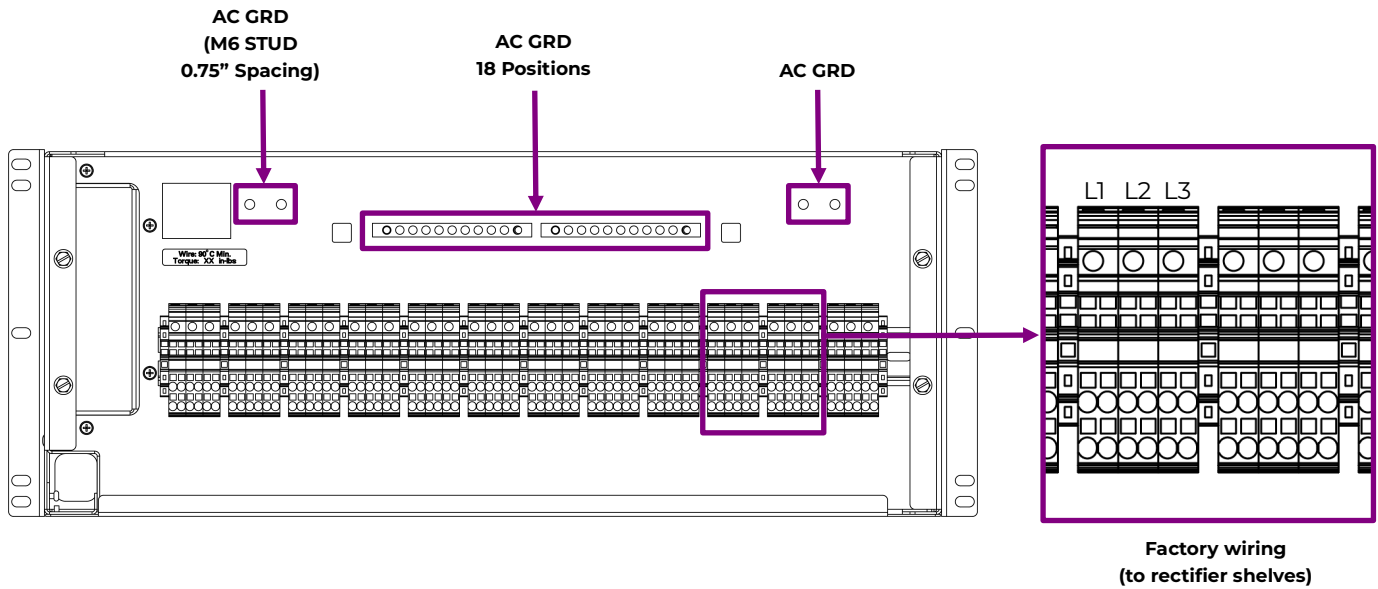 AC GRD
(M6 STUD
0.75” Spacing)
AC GRD
18 Positions
AC GRD
Wire: 90°C Min.
Torque: XX in-lbs
L1 L2 L3
Factory wiring
(to rectifier shelves)